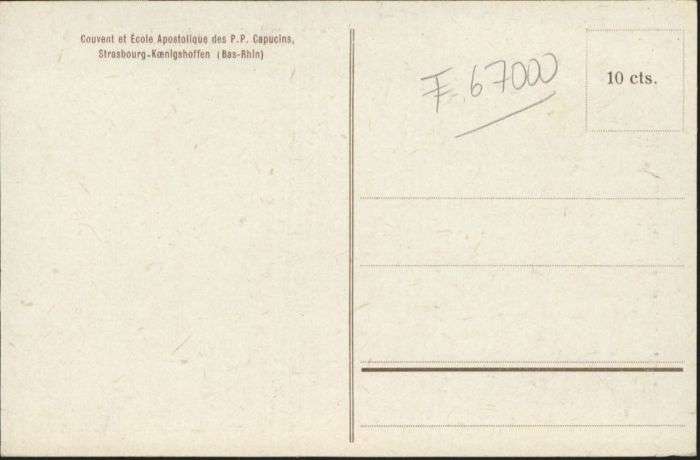 Couvent et École Apostolique des P.P. Capucins,
Strasbourg-Kœnigshoffen (Bas-Rhin)
F. 67000
10 cts.